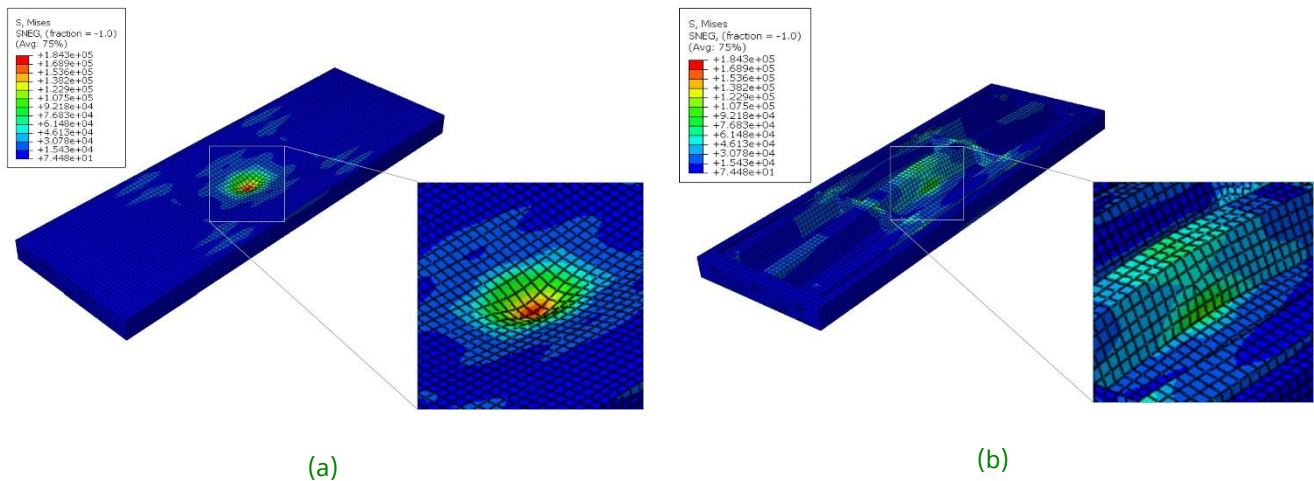 S, Mises
SNEG, (fraction = -1.0)
(Avg: 75%)
+1.843e+05
+1.689e+05
+1.536e+05
+1.382e+05
+1.229e+05
+1.075e+05
+9.218e+04
+7.683e+04
+6.148e+04
+4.613e+04
+3.078e+04
+1.543e+04
+7.448e+01
S, Mises
SNEG, (fraction = -1.0)
(Avg: 75%)
+1.843e+05
+1.689e+05
+1.536e+05
+1.382e+05
+1.229e+05
+1.075e+05
+9.218e+04
+7.683e+04
+6.148e+04
+4.613e+04
+3.078e+04
+1.543e+04
+7.448e+01
(a)
(b)